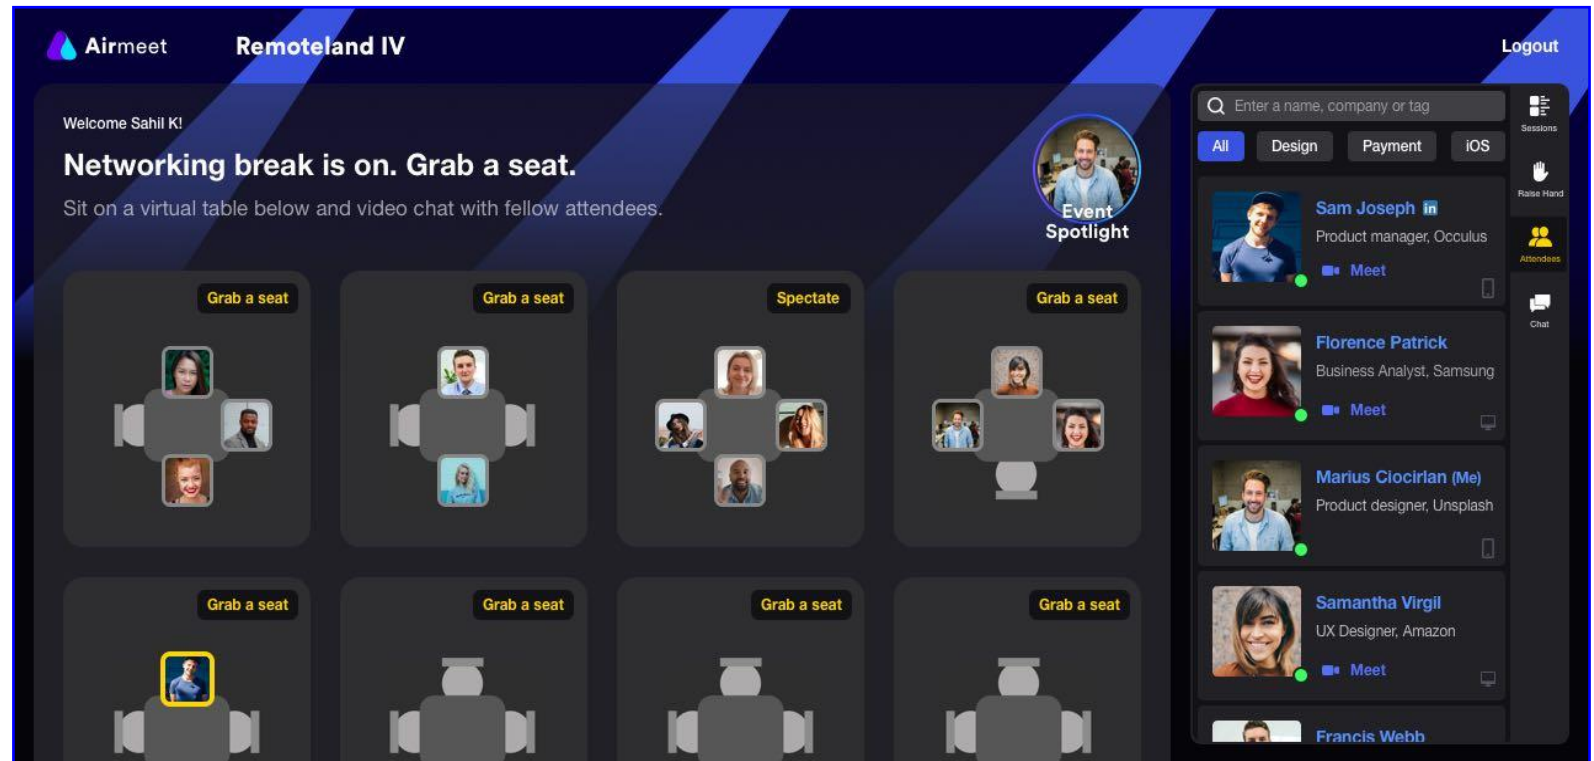 Airmeet
Remoteland IV
Logout
Welcome Sahil K!
Networking break is on. Grab a seat.
Sit on a virtual table below and video chat with fellow attendees.
Event
Spotlight
Grab a seat
Grab a seat
Spectate
Grab a seat
Grab a seat
Grab a seat
Grab a seat
Grab a seat
Enter a name, company or tag
All
Design
Payment
iOS
Sam Joseph in
Product manager, Occulus
Meet
Florence Patrick
Business Analyst, Samsung
Meet
Marius Ciocirlan (Me)
Product designer, Unsplash
Samantha Virgil
UX Designer, Amazon
Meet
Francis Webb
Sessions
Raise Hand
Attendees
Chat